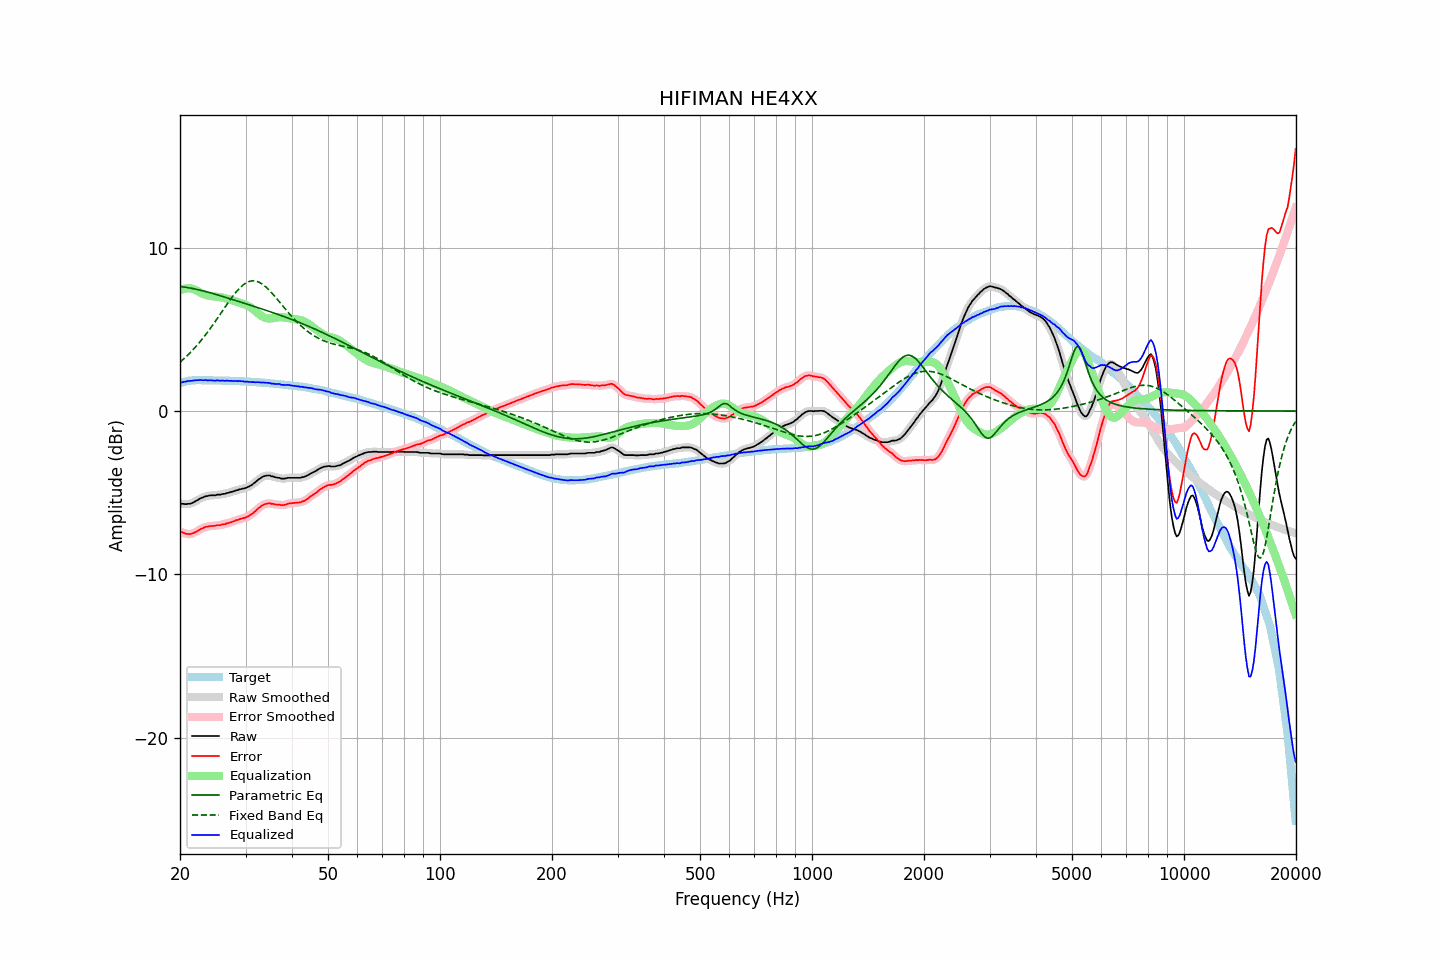 HIFIMAN HE4XX
Amplitude (dBr)
10
0
−10
−20
Target
Raw Smoothed
Error Smoothed
Raw
Error
Equalization
Parametric Eq
Fixed Band Eq
Equalized
20 50 100 200 500 1000 2000 5000 10000 20000
Frequency (Hz)